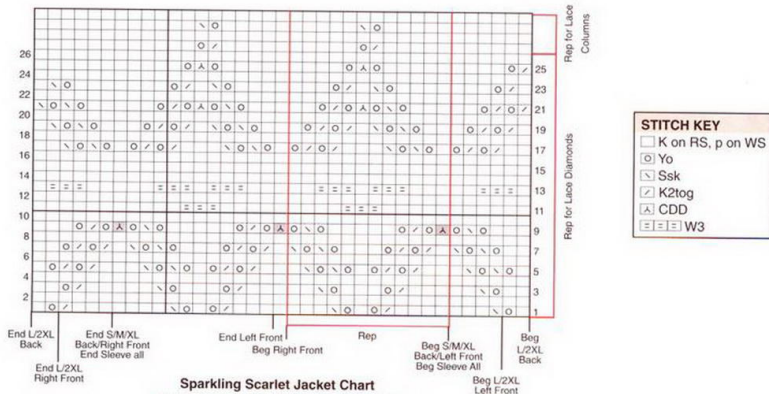 26
24
22
20
18
16
14
12
10
8
6
4
2
25
23
21
19
17
15
13
11
9
7
5
3
1
Rep for Lace
Columns
Rep for Lace Diamonds
End L/2XL
Back
End L/2XL
Right Front
End S/M/XL
Back/Right Front
End Sleeve all
End Left Front
Beg Right Front
Rep
Beg S/M/XL
Back/Left Front
Beg Sleeve All
Beg L/2XL
Left Front
Beg
L/2XL
Back
Sparkling Scarlet Jacket Chart
STITCH KEY
K on RS, p on WS
Yo
Ssk
K2tog
CDD
W3